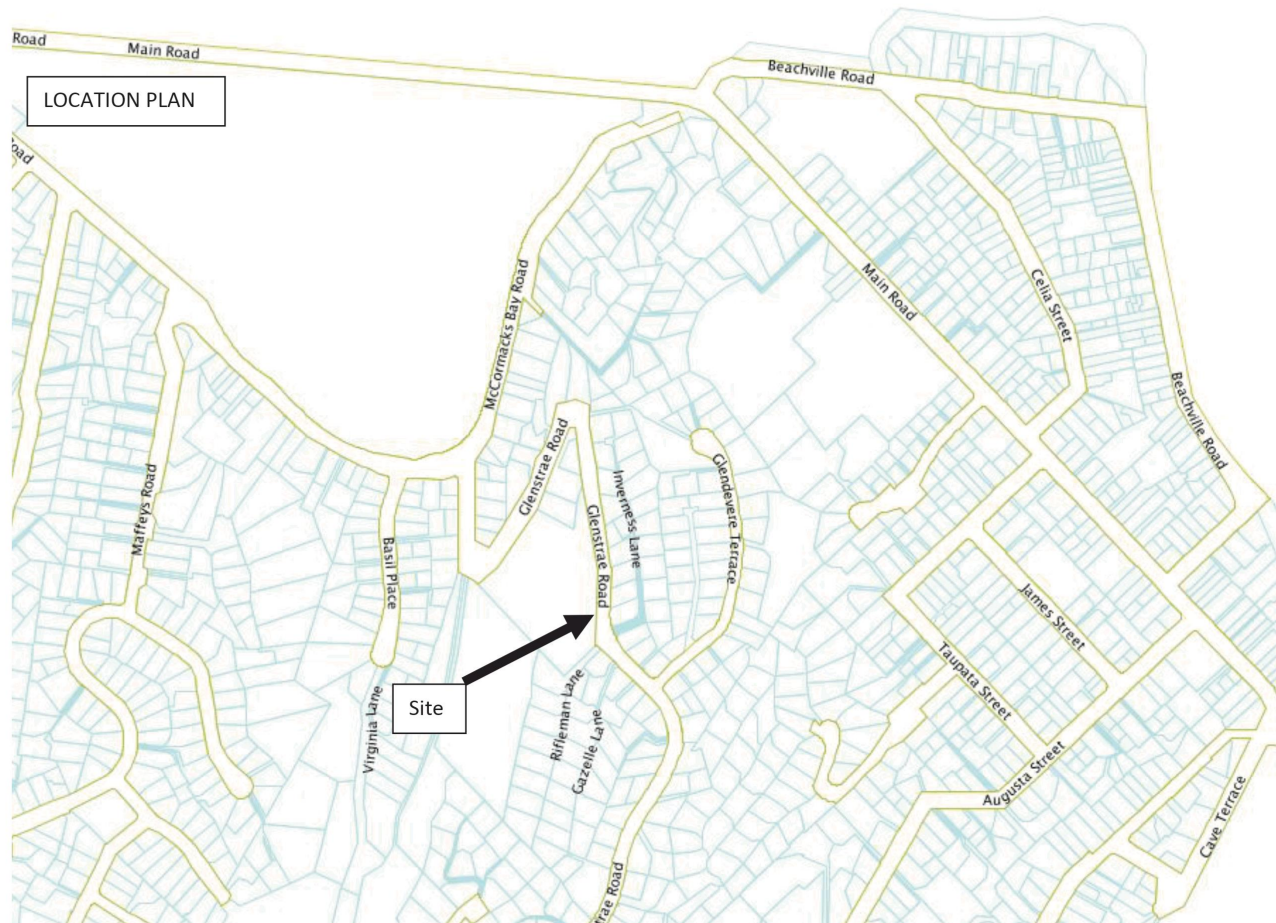 Road
Main Road
Beachville Road
LOCATION PLAN
Road
McCormacks Bay Road
Main Road
Celia Street
Beachville Road
Maffeys Road
Glenstrae Road
Inverness Lane
Glendevere Terrace
Basil Place
Glenstrae Road
James Street
Taupata Street
Site
Virginia Lane
Rifleman Lane
Gazelle Lane
Augusta Street
Cave Terrace
Road